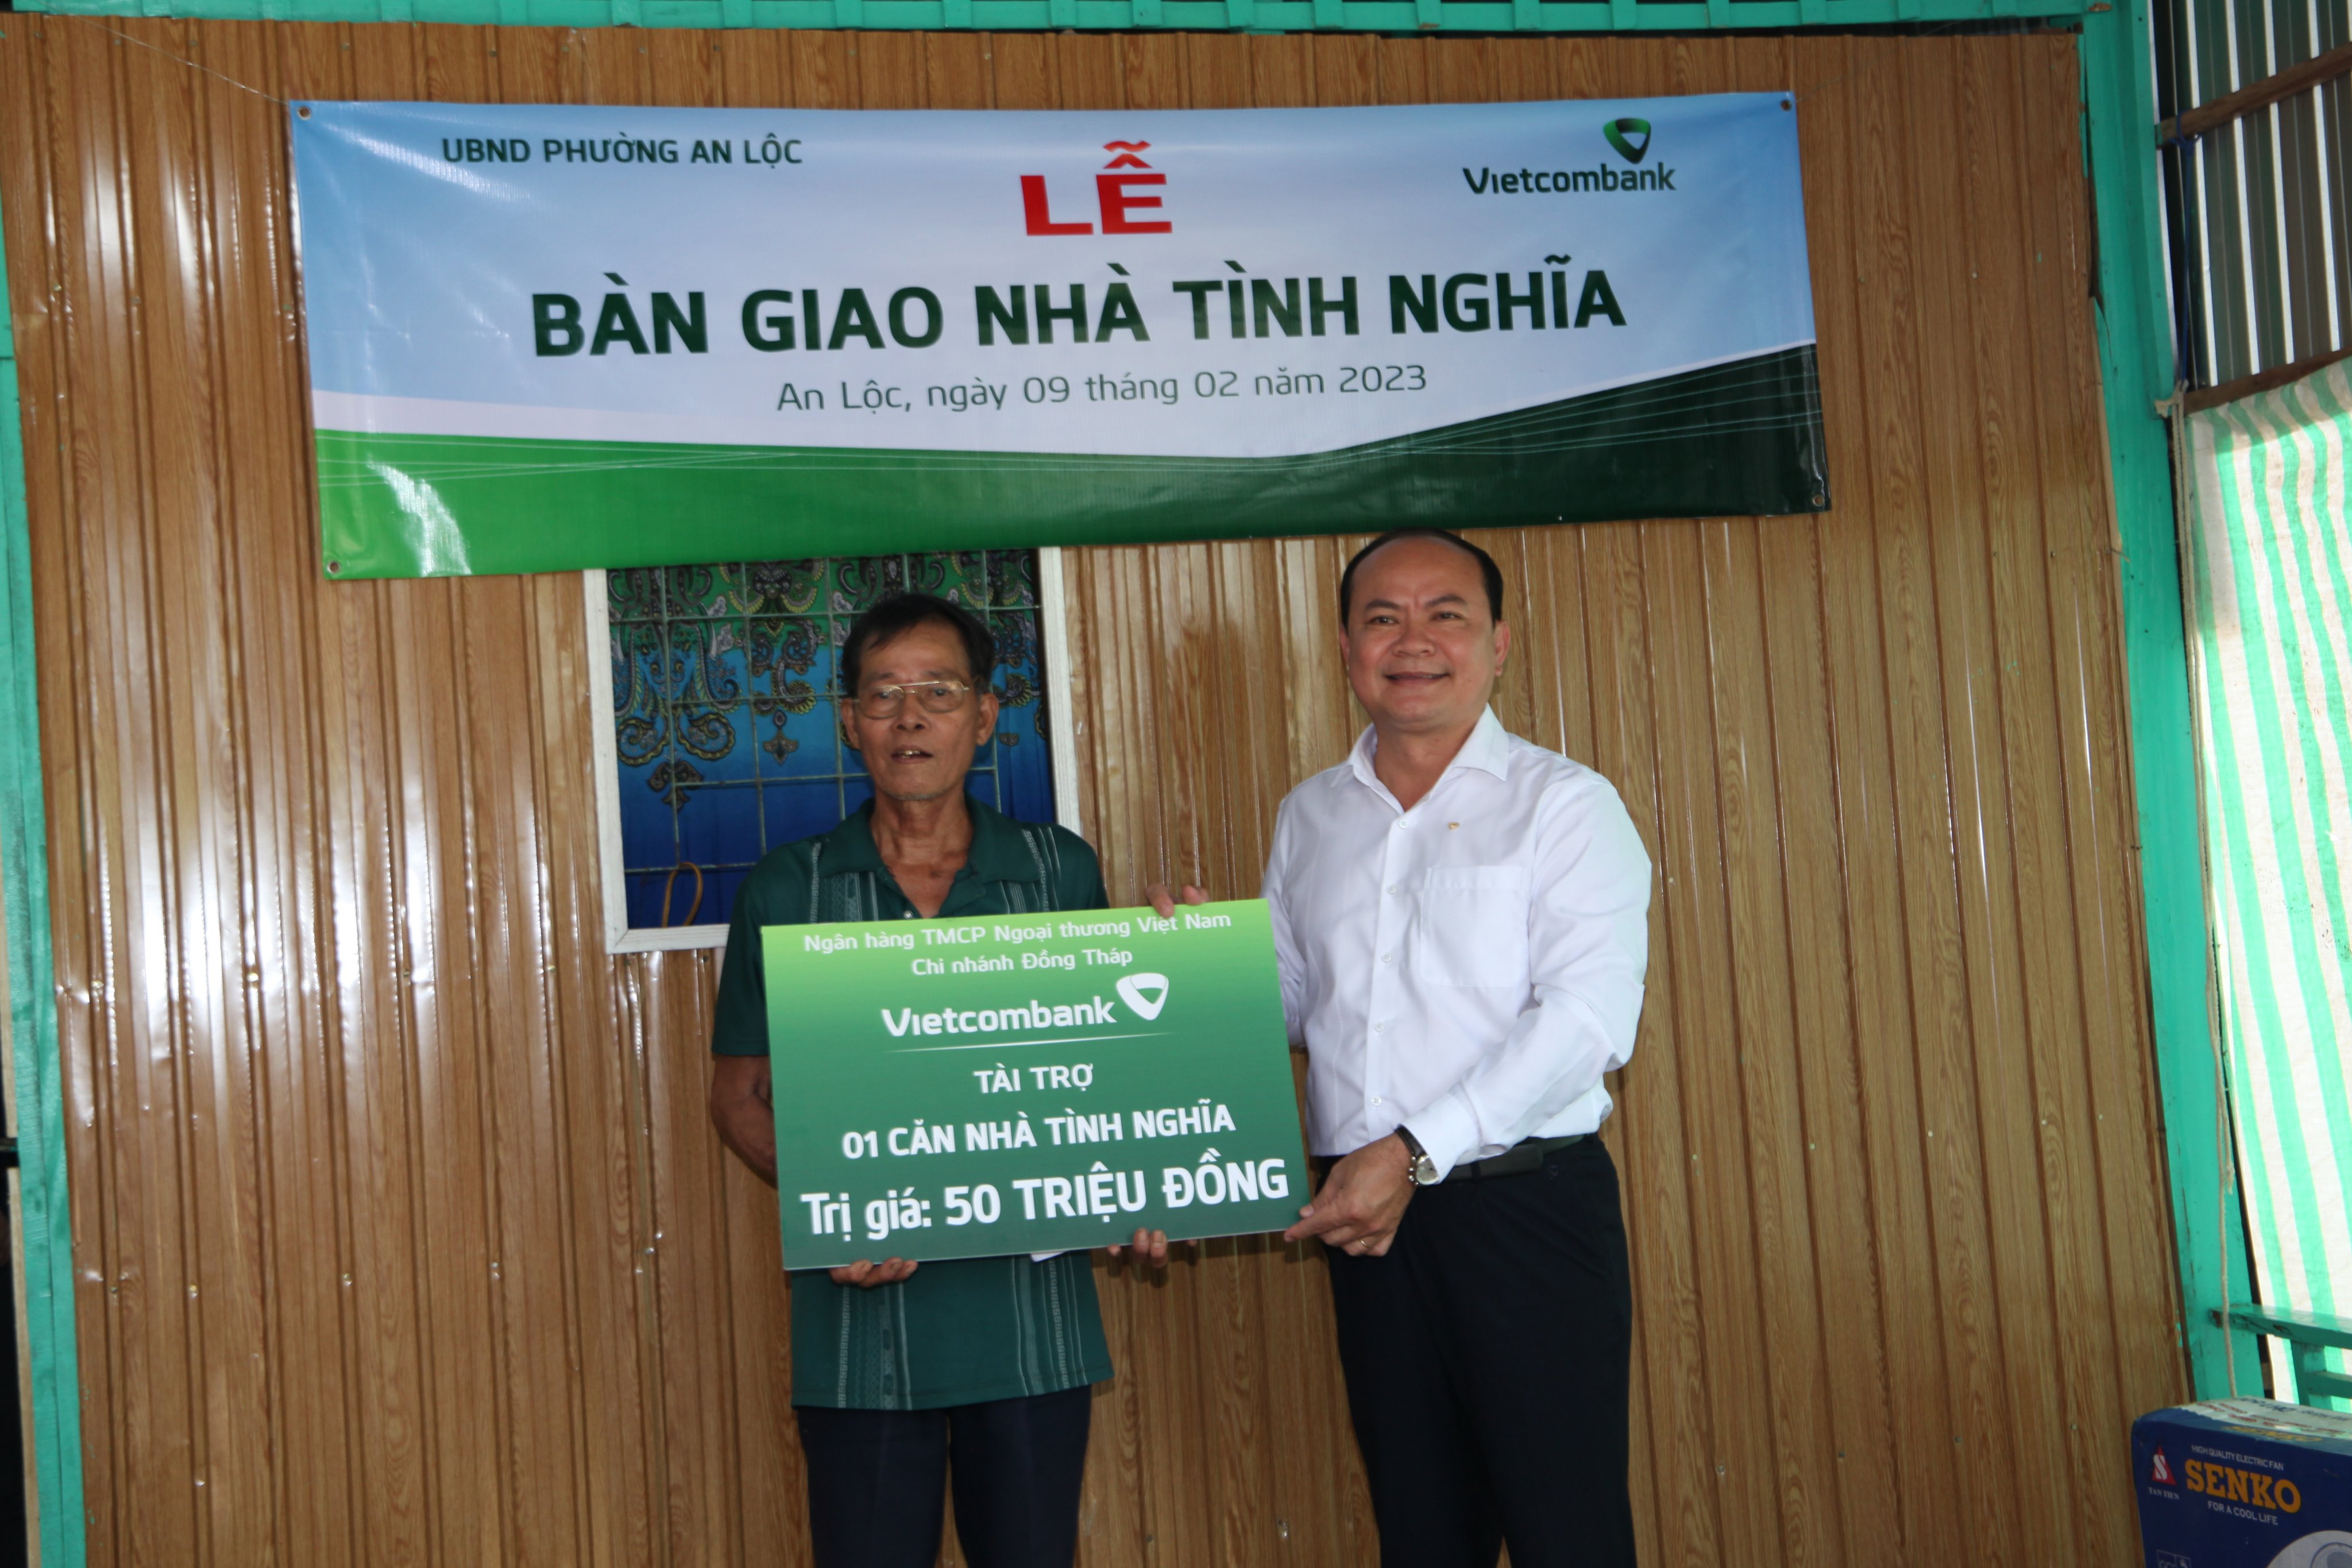 UBND PHƯỜNG AN LỘC
Vietcombank
LỄ
BÀN GIAO NHÀ TÌNH NGHĨA
An Lộc, ngày 09 tháng 02 năm 2023
Ngân hàng TMCP Ngoại thương Việt Nam
Chi nhánh Đồng Tháp
Vietcombank
TÀI TRỢ
01 CĂN NHÀ TÌNH NGHĨA
Trị giá: 50 TRIỆU ĐỒNG
HIGH QUALITY ELECTRIC FAN
SENKO
FOR A COOL LIFE
TAN TIEN